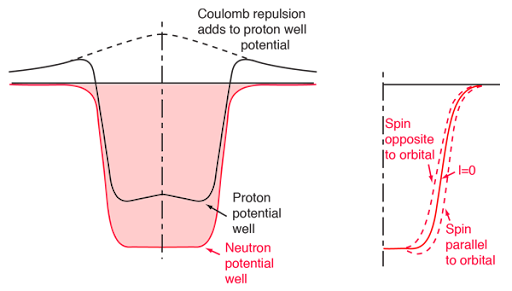 Coulomb repulsion
adds to proton well
potential
Proton
potential
well
Neutron
potential
well
Spin
opposite
to orbital
l=0
Spin
parallel
to orbital